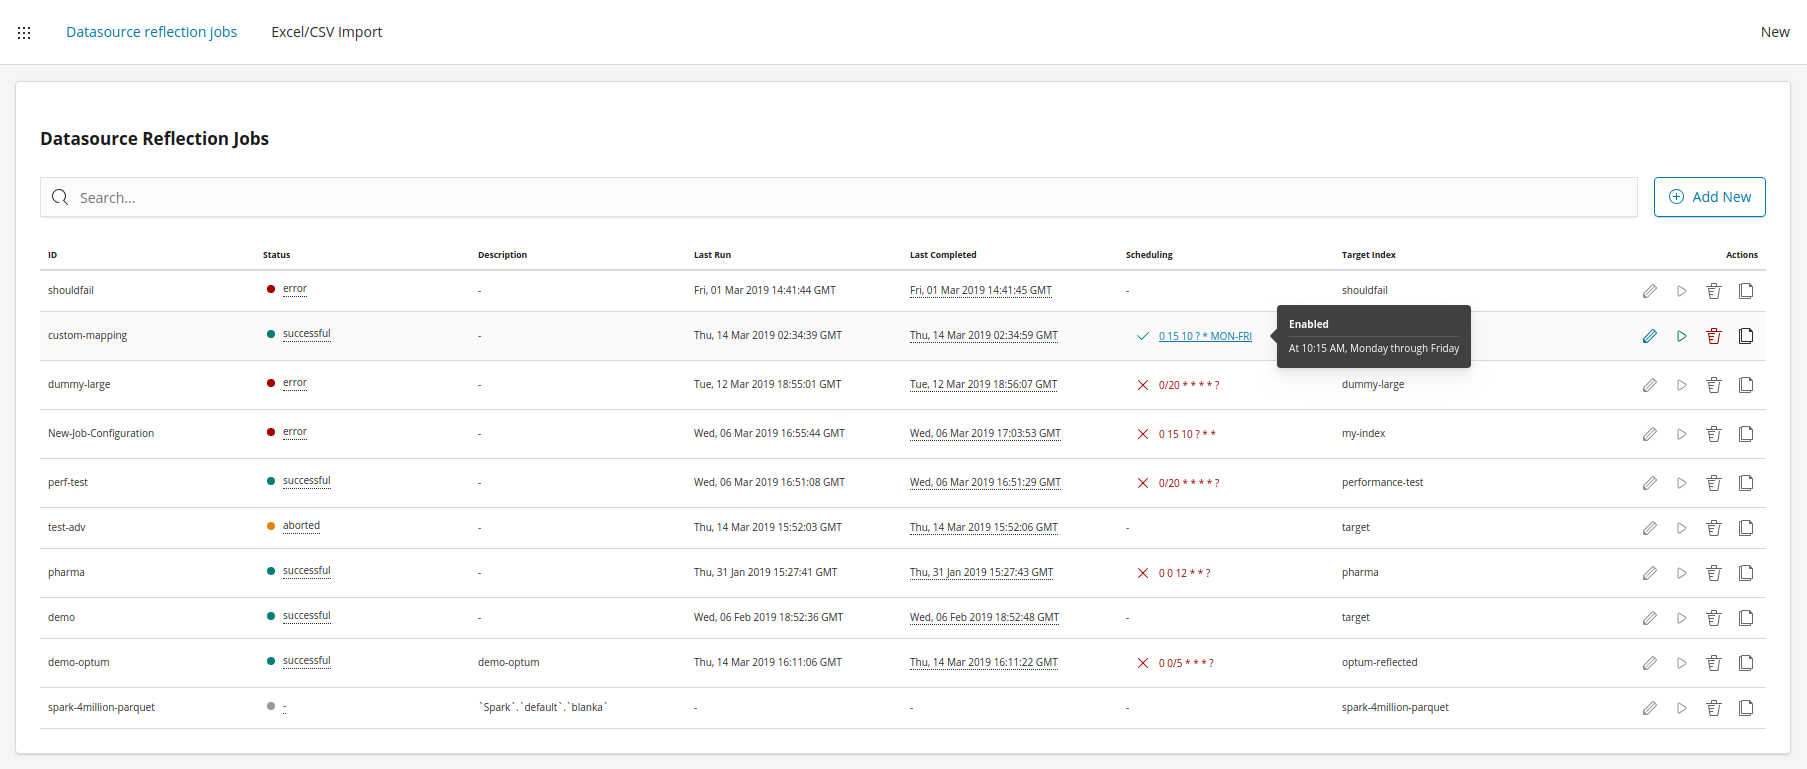 Datasource reflection jobs Excel/CSV Import New
Datasource Reflection Jobs
Search...
Add New
ID Status Description Last Run Last Completed Scheduling Target Index Actions
shouldfail error - Fri, 01 Mar 2019 14:41:44 GMT Fri, 01 Mar 2019 14:41:45 GMT - shouldfail
custom-mapping successful - Thu, 14 Mar 2019 02:34:39 GMT Thu, 14 Mar 2019 02:34:59 GMT 0 15 10 ? * MON-FRI
Enabled
At 10:15 AM, Monday through Friday
dummy-large error - Tue, 12 Mar 2019 18:55:01 GMT Tue, 12 Mar 2019 18:56:07 GMT 0/20 * * * * ? dummy-large
New-Job-Configuration error - Wed, 06 Mar 2019 16:55:44 GMT Wed, 06 Mar 2019 17:03:53 GMT 0 15 10 ? * * my-index
perf-test successful - Wed, 06 Mar 2019 16:51:08 GMT Wed, 06 Mar 2019 16:51:29 GMT 0/20 * * * * ? performance-test
test-adv aborted - Thu, 14 Mar 2019 15:52:03 GMT Thu, 14 Mar 2019 15:52:06 GMT - target
pharma successful - Thu, 31 Jan 2019 15:27:41 GMT Thu, 31 Jan 2019 15:27:43 GMT 0 0 12 * * ? pharma
demo successful - Wed, 06 Feb 2019 18:52:36 GMT Wed, 06 Feb 2019 18:52:48 GMT - target
demo-optum successful demo-optum Thu, 14 Mar 2019 16:11:06 GMT Thu, 14 Mar 2019 16:11:22 GMT 0 0/5 * * * ? optum-reflected
spark-4million-parquet - `Spark`.`default`.`blanka` - - - spark-4million-parquet